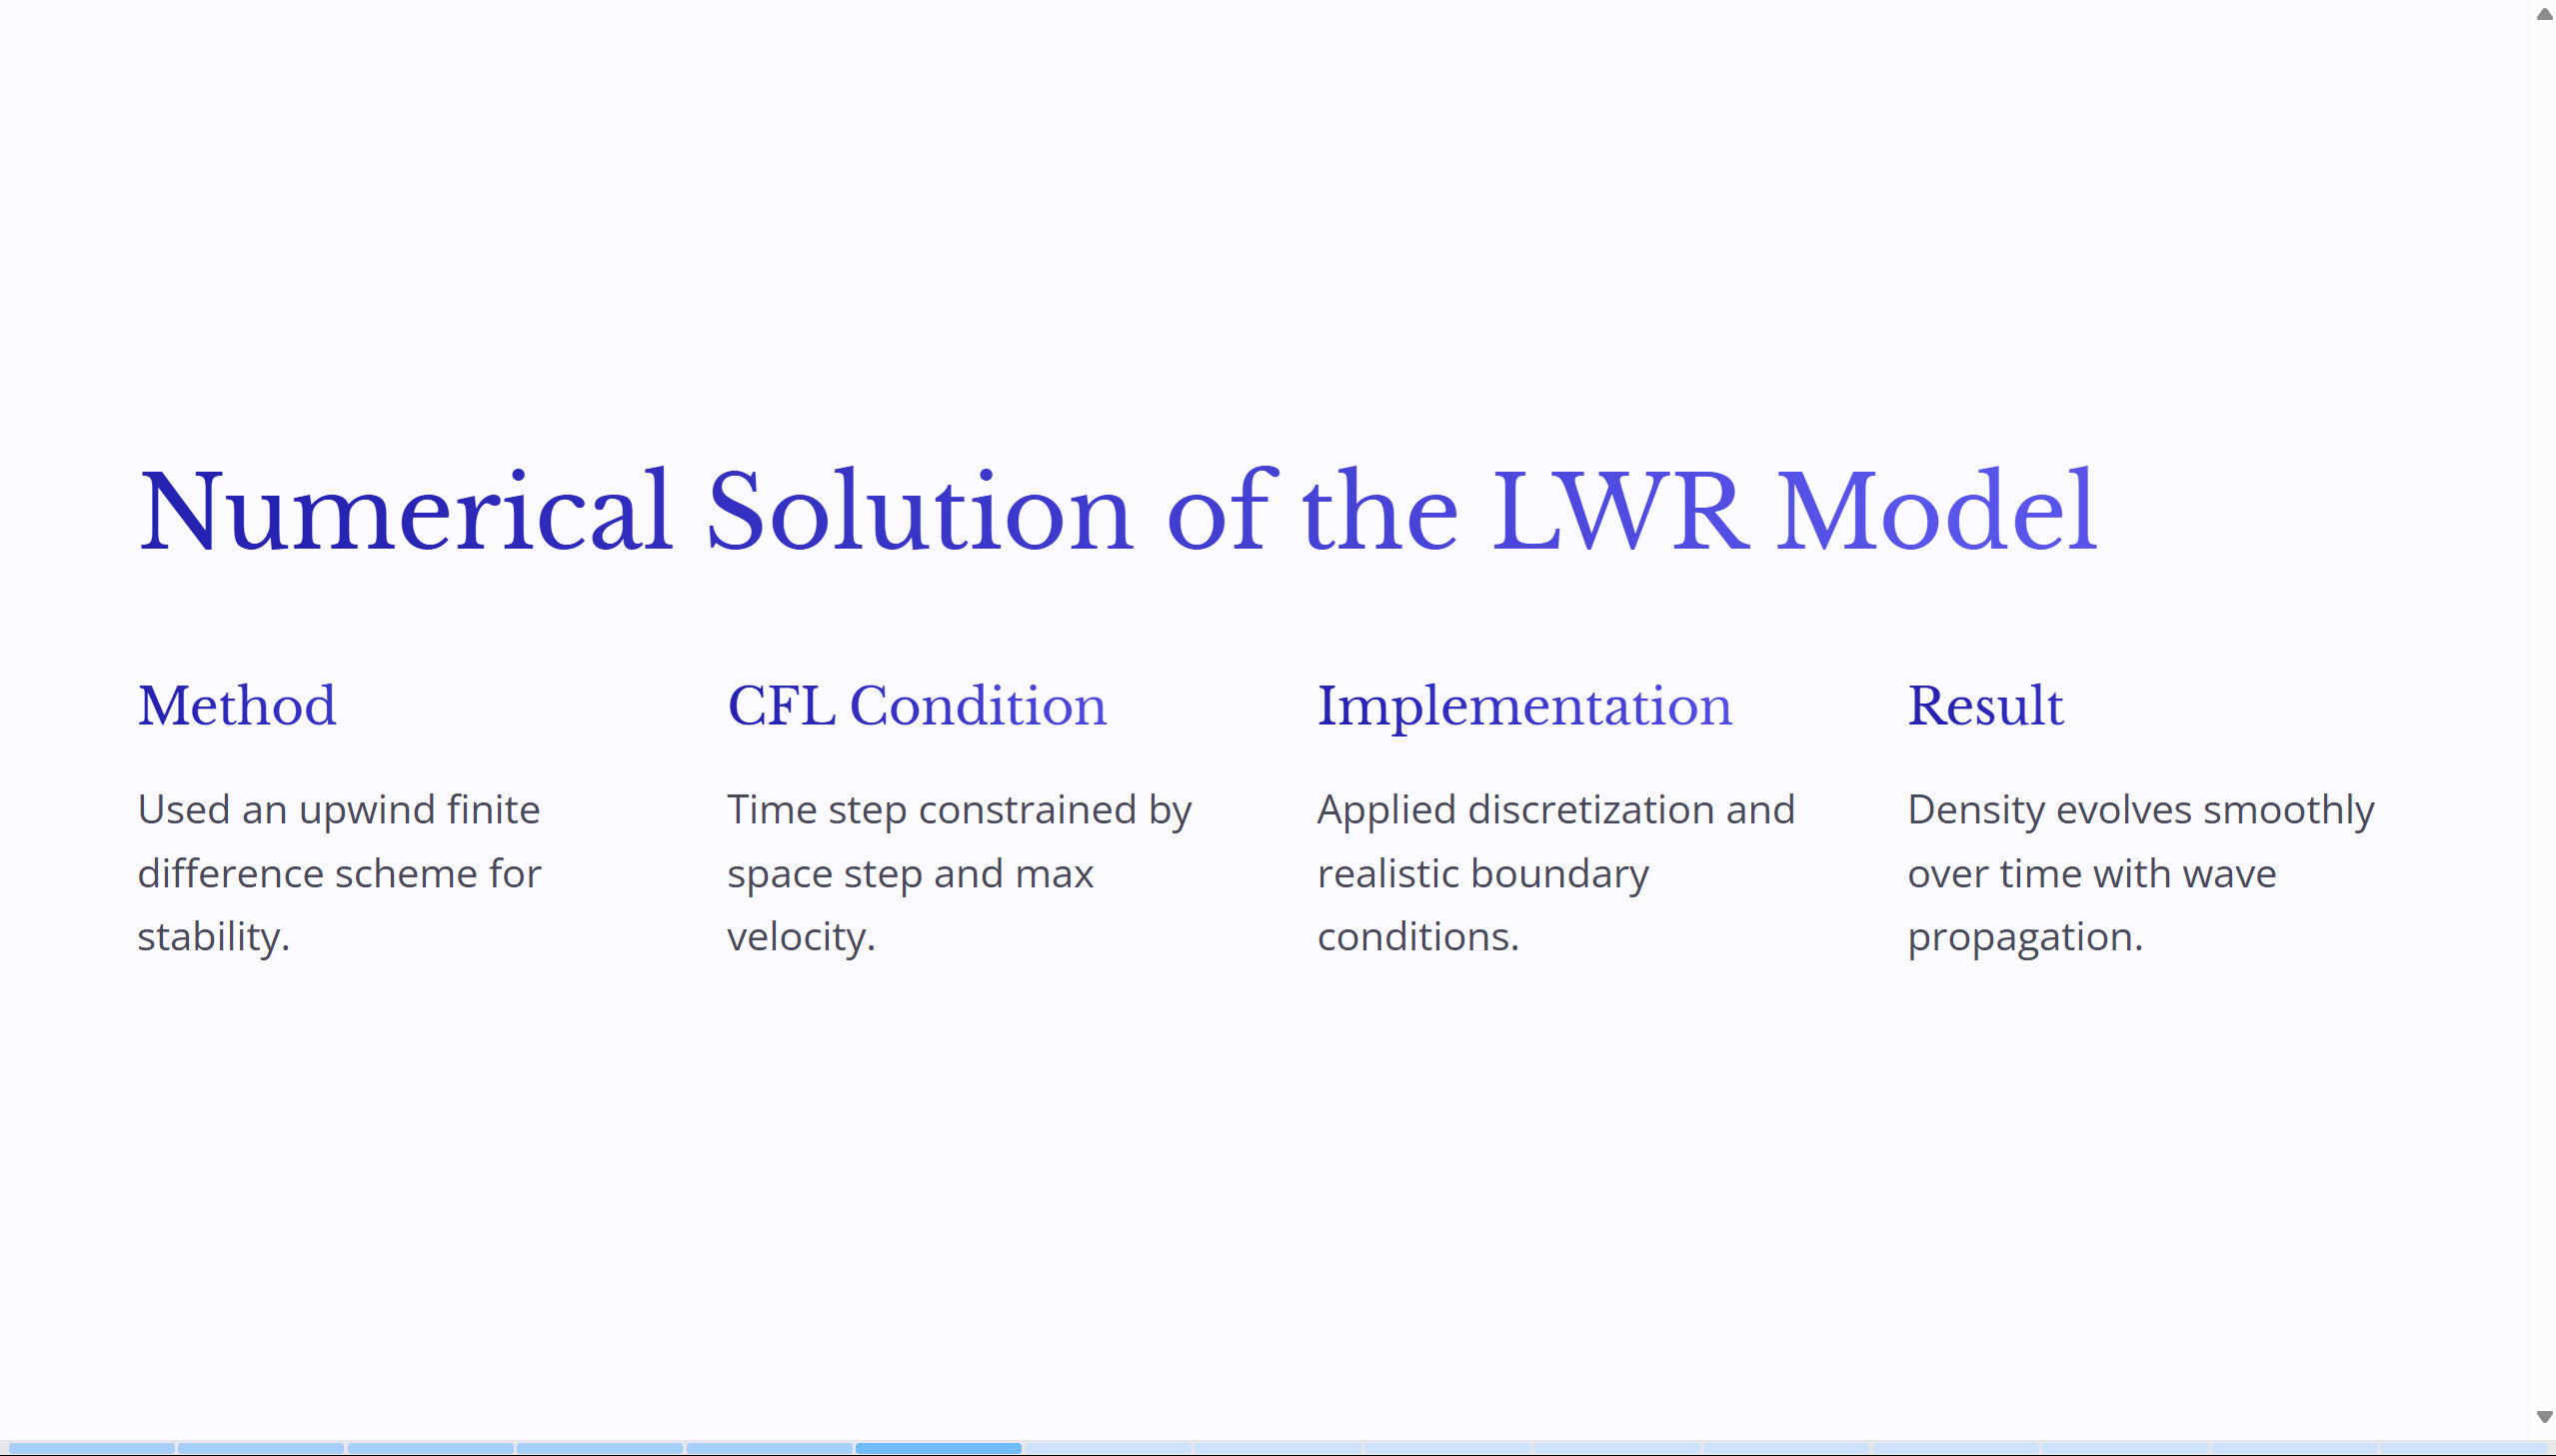 Numerical Solution of the LWR Model
Method
Used an upwind finite
difference scheme for
stability.
CFL Condition
Time step constrained by
space step and max
velocity.
Implementation
Applied discretization and
realistic boundary
conditions.
Result
Density evolves smoothly
over time with wave
propagation.